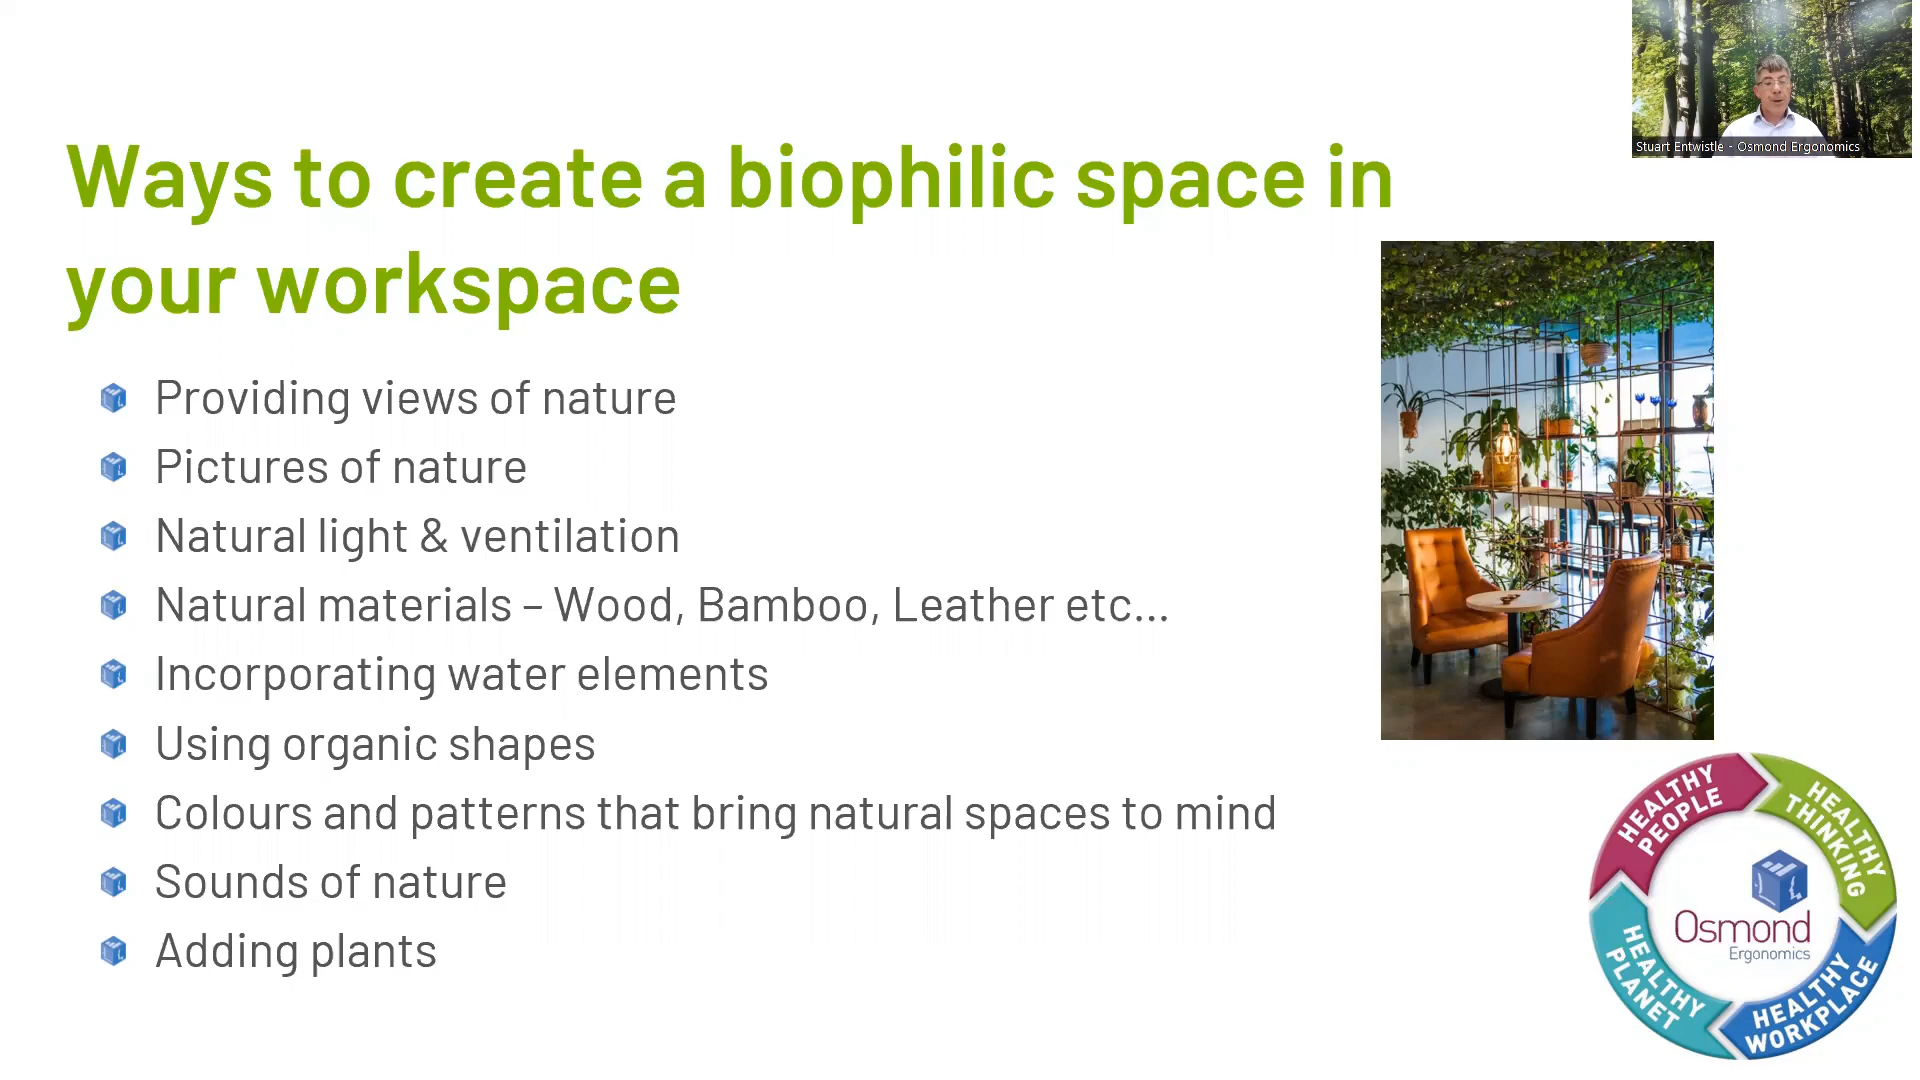 Stuart Entwistle - Osmond Ergonomics
Ways to create a biophilic space in
your workspace
Providing views of nature
Pictures of nature
Natural light & ventilation
Natural materials – Wood, Bamboo, Leather etc...
Incorporating water elements
Using organic shapes
Colours and patterns that bring natural spaces to mind
Sounds of nature
Adding plants
HEALTHY
PEOPLE
HEALTHY
THINKING
HEALTHY
WORKPLACE
HEALTHY
PLANET
Osmond
Ergonomics